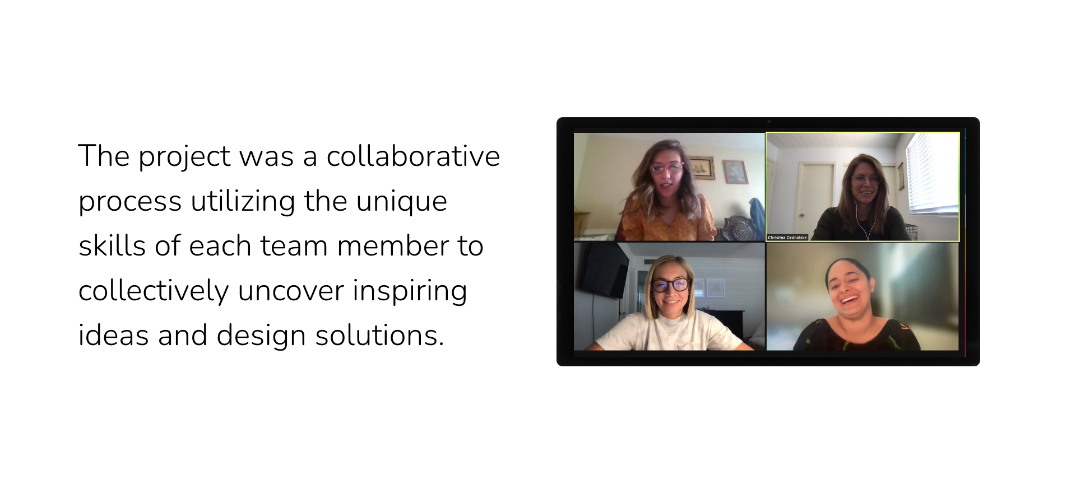 The project was a collaborative
process utilizing the unique
skills of each team member to
collectively uncover inspiring
ideas and design solutions.